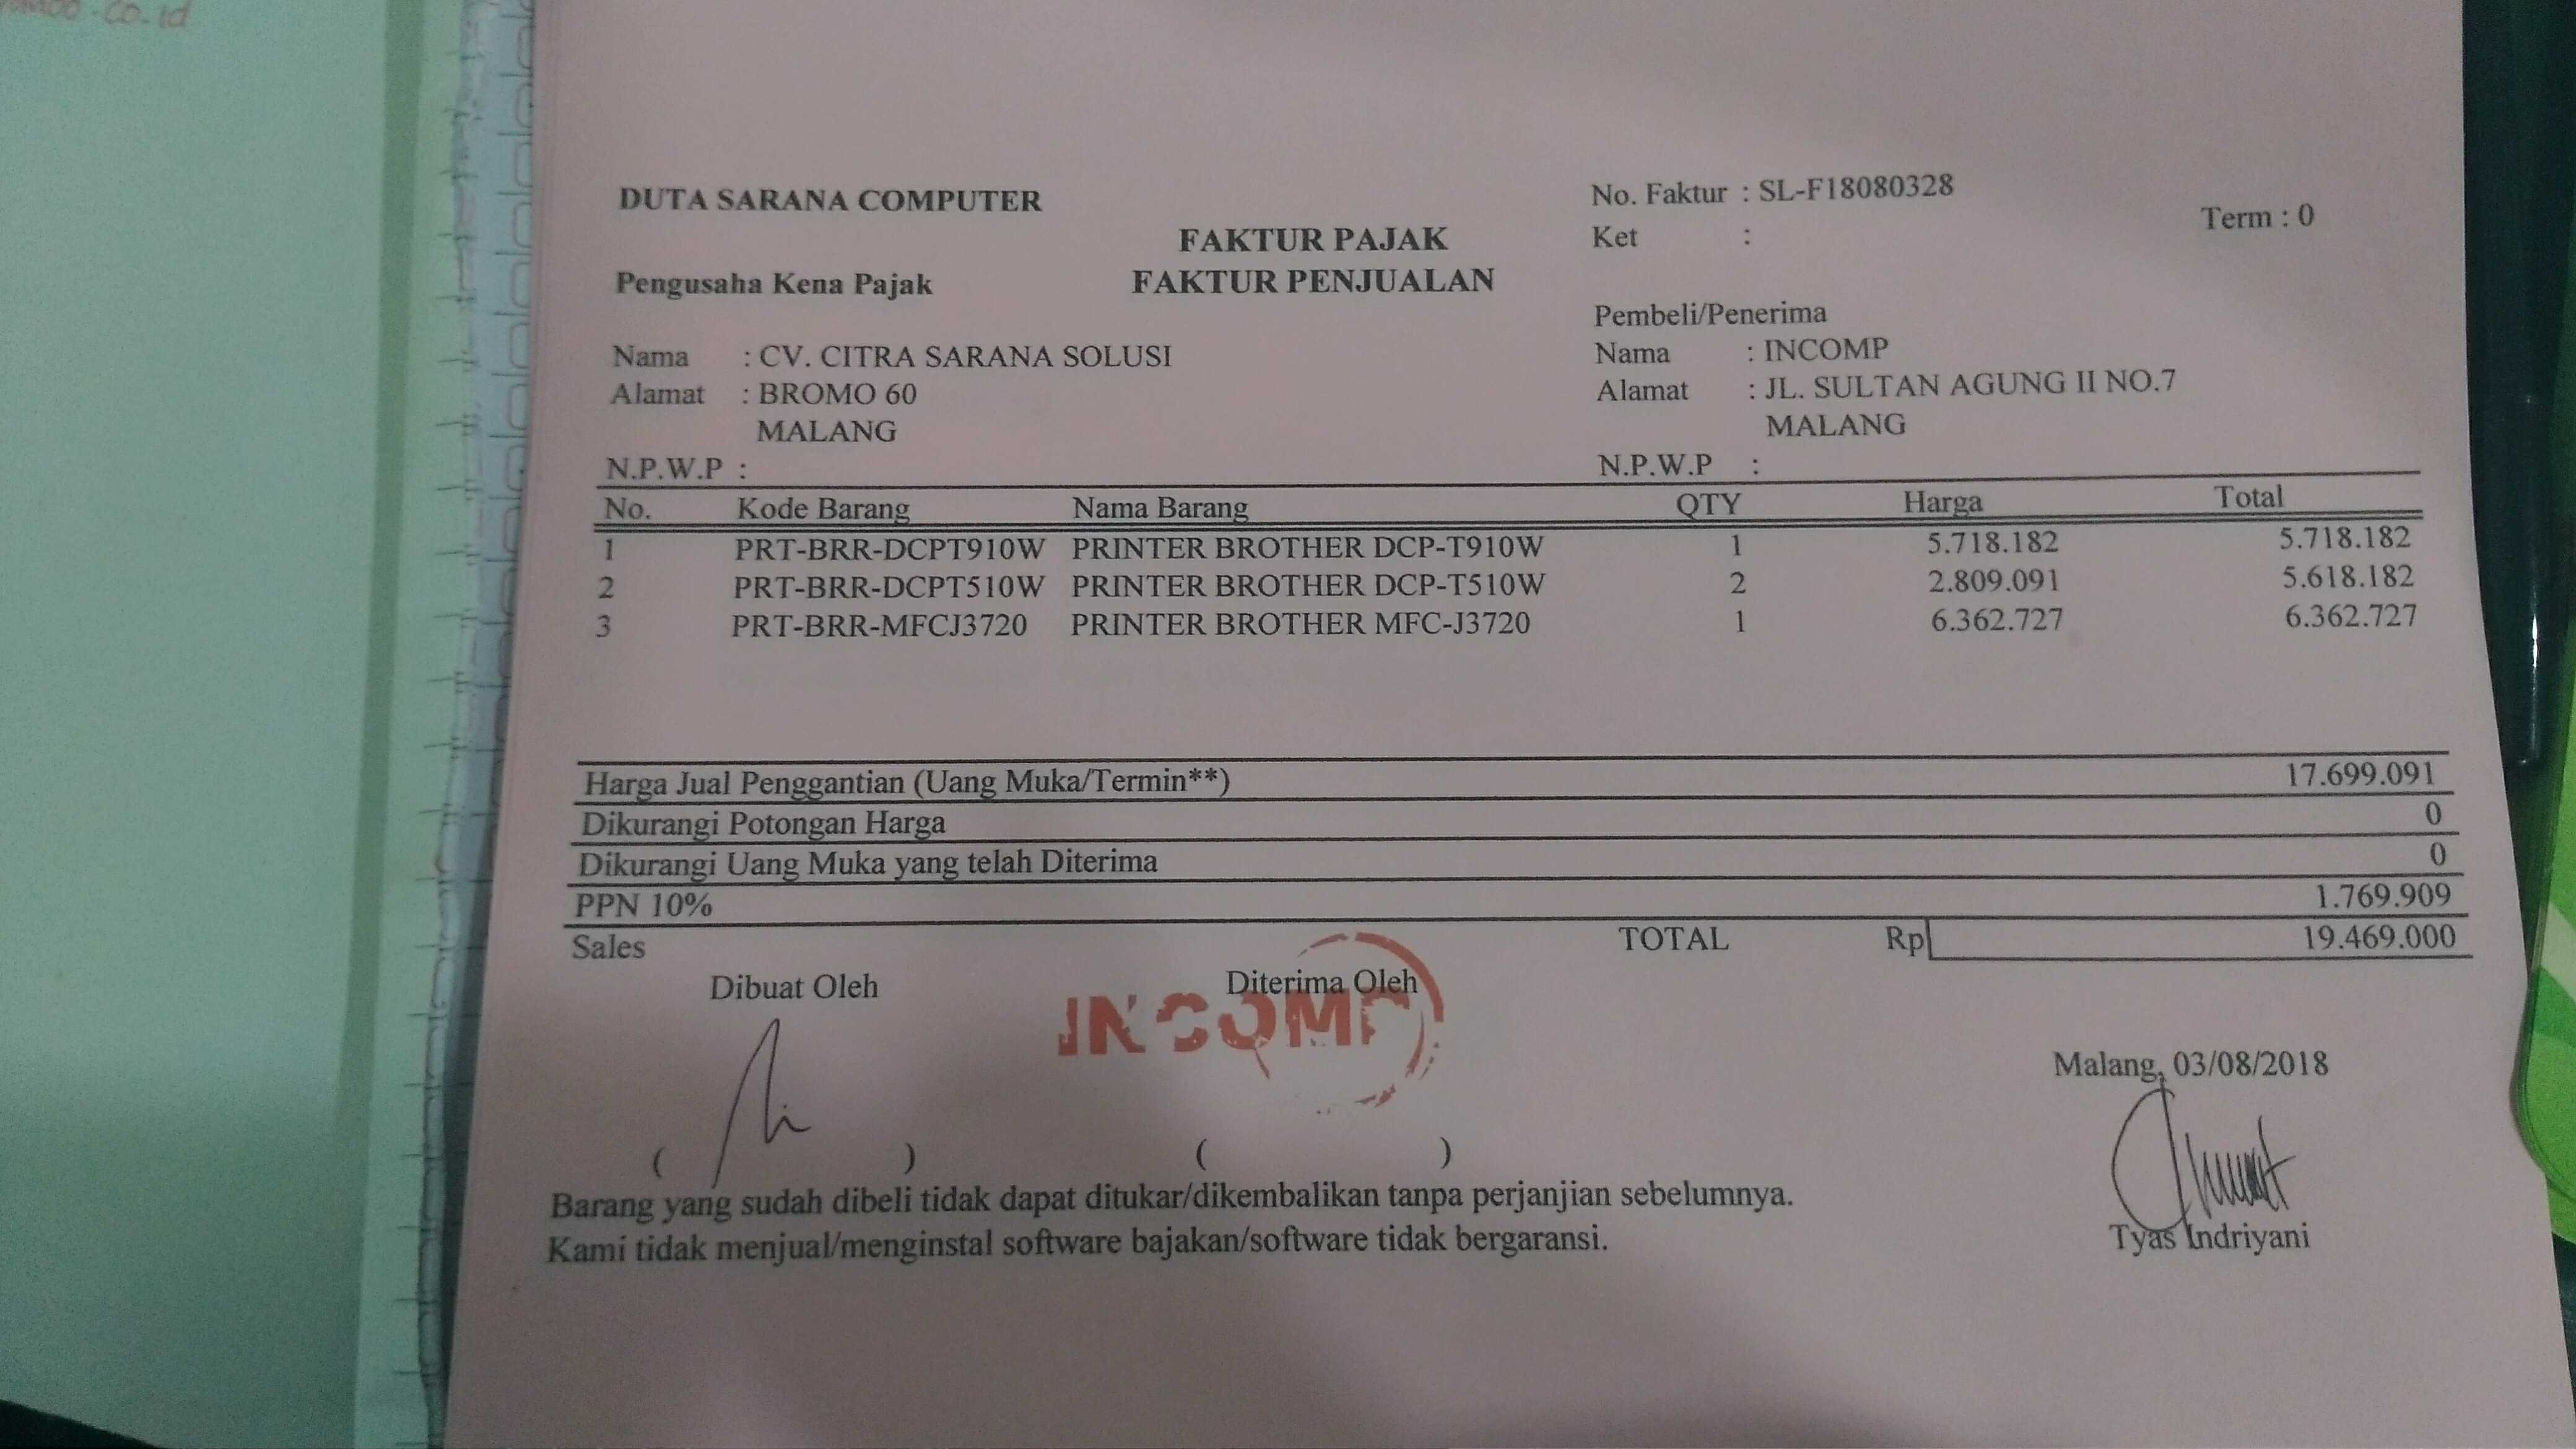 co.id
DUTA SARANA COMPUTER
FAKTUR PAJAK
FAKTUR PENJUALAN
No. Faktur : SL-F18080328
Ket :
Term : 0
Pengusaha Kena Pajak
Nama : CV. CITRA SARANA SOLUSI
Alamat : BROMO 60
MALANG
N.P.W.P :
Pembeli/Penerima
Nama : INCOMP
Alamat : JL. SULTAN AGUNG II NO.7
MALANG
N.P.W.P :
No. Kode Barang Nama Barang QTY Harga Total
1 PRT-BRR-DCPT910W PRINTER BROTHER DCP-T910W 1 5.718.182 5.718.182
2 PRT-BRR-DCPT510W PRINTER BROTHER DCP-T510W 2 2.809.091 5.618.182
3 PRT-BRR-MFCJ3720 PRINTER BROTHER MFC-J3720 1 6.362.727 6.362.727
Harga Jual Penggantian (Uang Muka/Termin**) 17.699.091
Dikurangi Potongan Harga 0
Dikurangi Uang Muka yang telah Diterima 0
PPN 10% 1.769.909
Sales TOTAL Rp 19.469.000
Dibuat Oleh Diterima Oleh
INCOMP
Malang, 03/08/2018
( ) ( )
Tyas Indriyani
Barang yang sudah dibeli tidak dapat ditukar/dikembalikan tanpa perjanjian sebelumnya.
Kami tidak menjual/menginstal software bajakan/software tidak bergaransi.